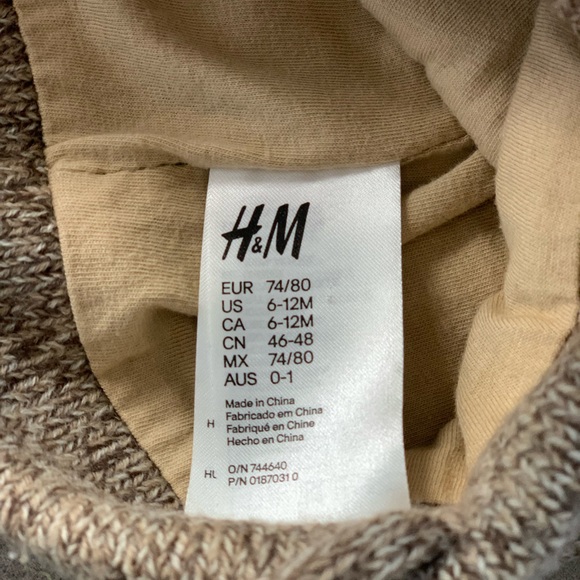 H&M
EUR 74/80
US 6-12M
CA 6-12M
CN 46-48
MX 74/80
AUS 0-1
Made in China
Fabricado em China
H Fabriqué en Chine
Hecho en China
HL O/N 744640
P/N 0187031 0